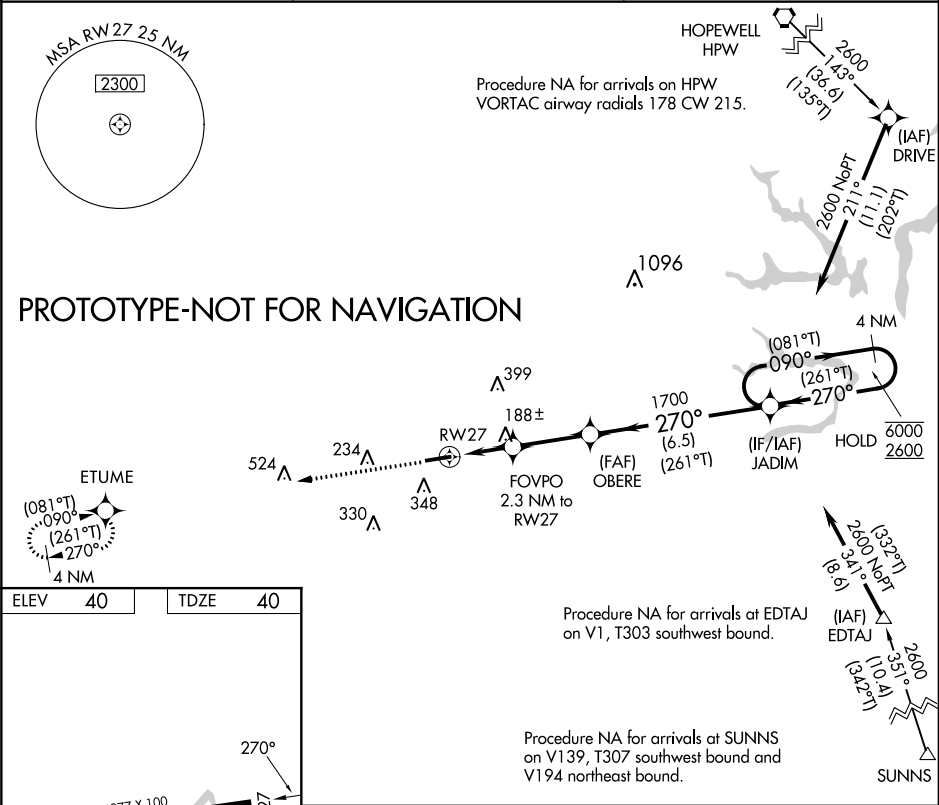 MSA RW27 25 NM
2300
HOPEWELL
HPW
2600
143°
(36.6)
(135°T)
Procedure NA for arrivals on HPW
VORTAC airway radials 178 CW 215.
(IAF)
DRIVE
2600 NoPT
211°
(11.1)
(202°T)
1096
PROTOTYPE-NOT FOR NAVIGATION
4 NM
(081°T)
090°
(261°T)
270°
HOLD
6000
2600
(IF/IAF)
JADIM
1700
270°
(6.5)
(261°T)
(FAF)
OBERE
399
188±
RW27
FOVPO
2.3 NM to
RW27
234
524
348
330
ETUME
(081°T)
090°
(261°T)
270°
4 NM
(332°T)
2600 NoPT
341°
(8.6)
(IAF)
EDTAJ
Procedure NA for arrivals at EDTAJ
on V1, T303 southwest bound.
2600
351°
(10.4)
(342°T)
SUNNS
Procedure NA for arrivals at SUNNS
on V139, T307 southwest bound and
V194 northeast bound.
ELEV 40
TDZE 40
270°
27